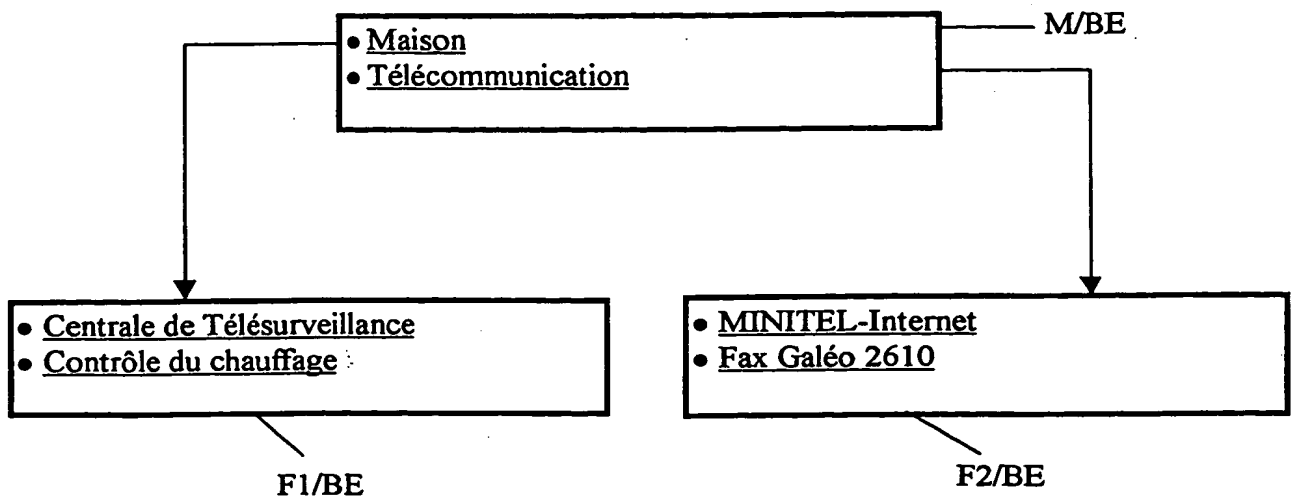 • Maison
• Télécommunication
M/BE
• Centrale de Télésurveillance
• Contrôle du chauffage
F1/BE
• MINITEL-Internet
• Fax Galéo 2610
F2/BE